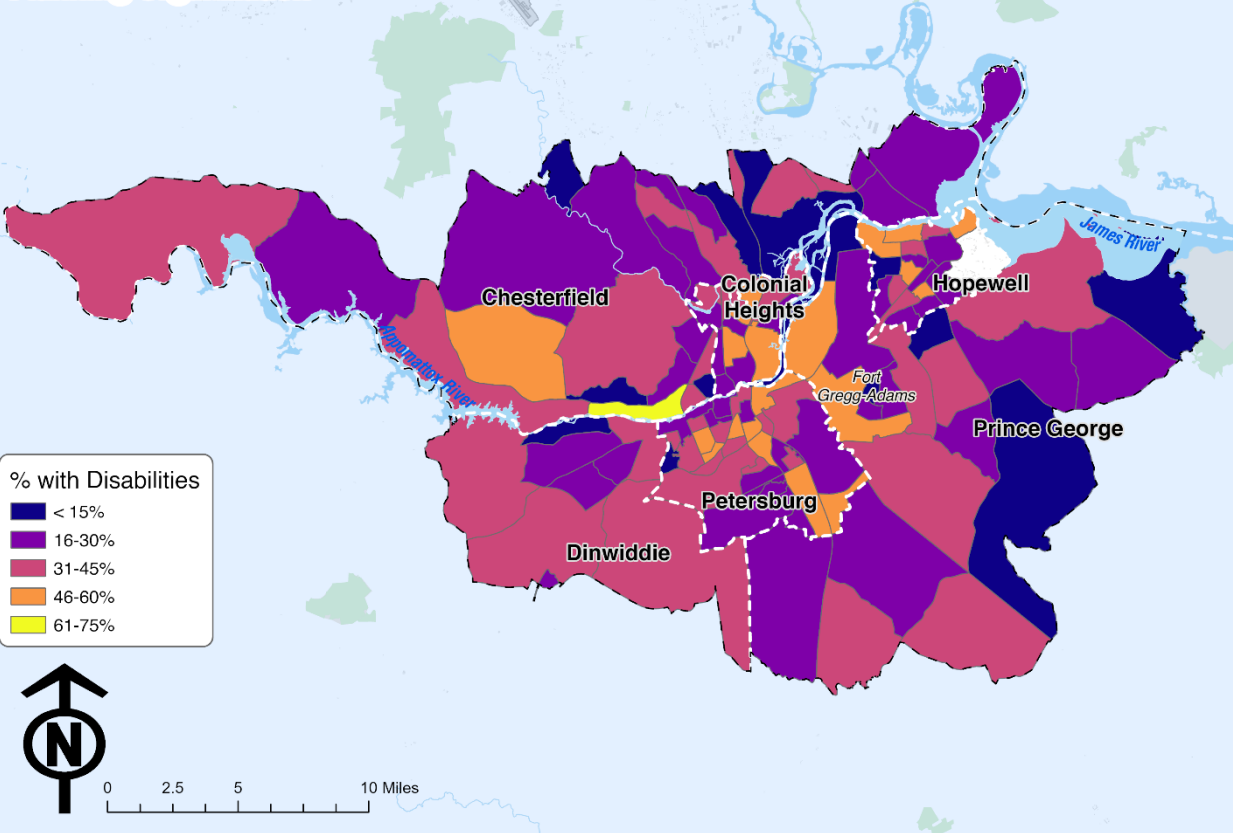 James River
Chesterfield
Colonial
Heights
Hopewell
Appomattox River
Fort
Gregg-Adams
Prince George
% with Disabilities
< 15%
16-30%
31-45%
46-60%
61-75%
Petersburg
Dinwiddie
N
0 2.5 5 10 Miles